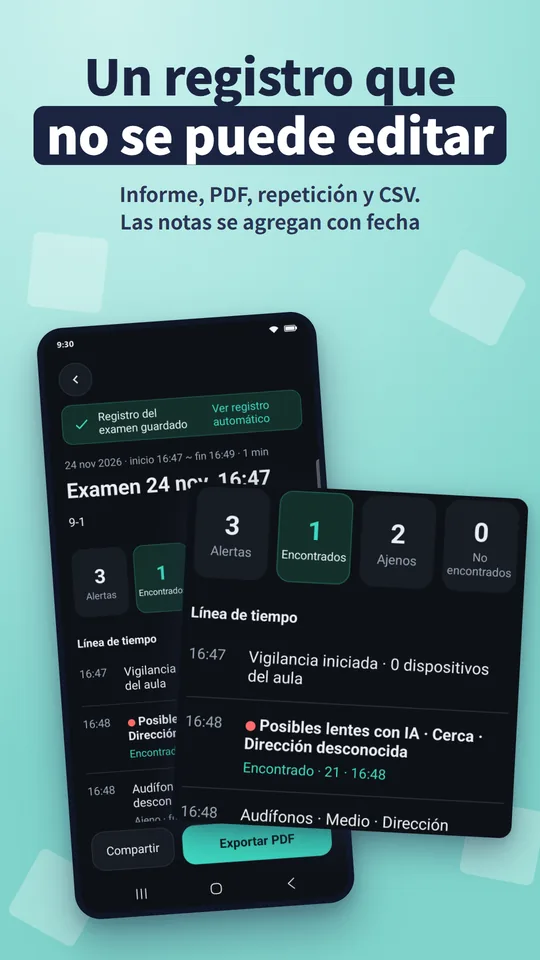 Un registro que
no se puede editar
Informe, PDF, repetición y CSV.
Las notas se agregan con fecha
9:30
Registro del
examen guardado
Ver registro
automático
24 nov 2026 · inicio 16:47 ~ fin 16:49 · 1 min
Examen 24 nov, 16:47
9-1
3
Alertas
1
Encontrados
Línea de tiempo
16:47
Vigilancia
del aula
16:48
Posible
Dirección
Encontrad
16:48
Audífon
descon
Compartir
Exportar PDF
3
Alertas
1
Encontrados
2
Ajenos
0
No
encontrados
Línea de tiempo
16:47
Vigilancia iniciada · 0 dispositivos
del aula
16:48
Posibles lentes con IA · Cerca ·
Dirección desconocida
Encontrado · 21 · 16:48
16:48
Audífonos · Medio · Dirección